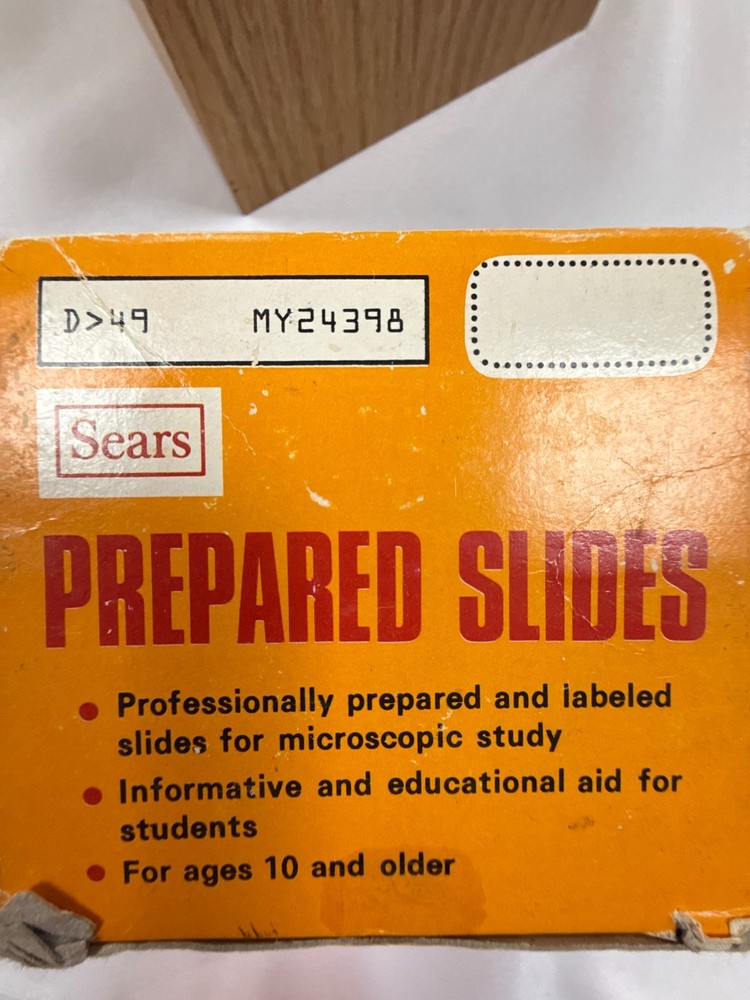 D>49 MY24398
Sears
PREPARED SLIDES
• Professionally prepared and labeled
slides for microscopic study
• Informative and educational aid for
students
• For ages 10 and older